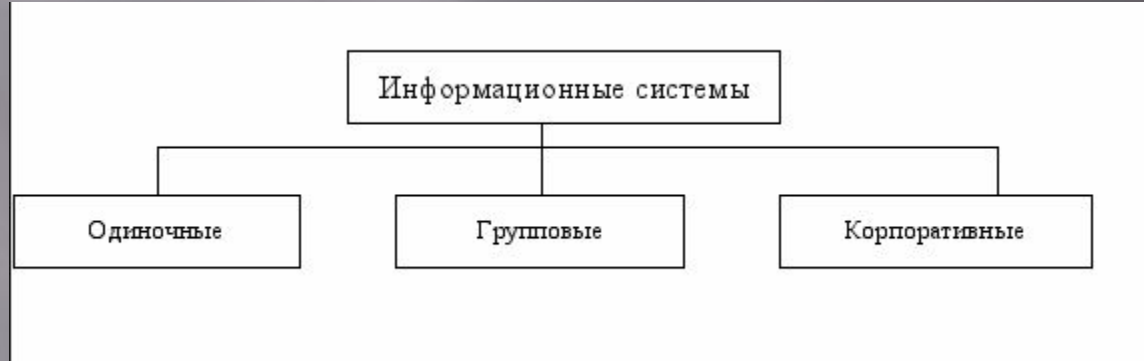 Информационные системы
Одиночные
Групповые
Корпоративные